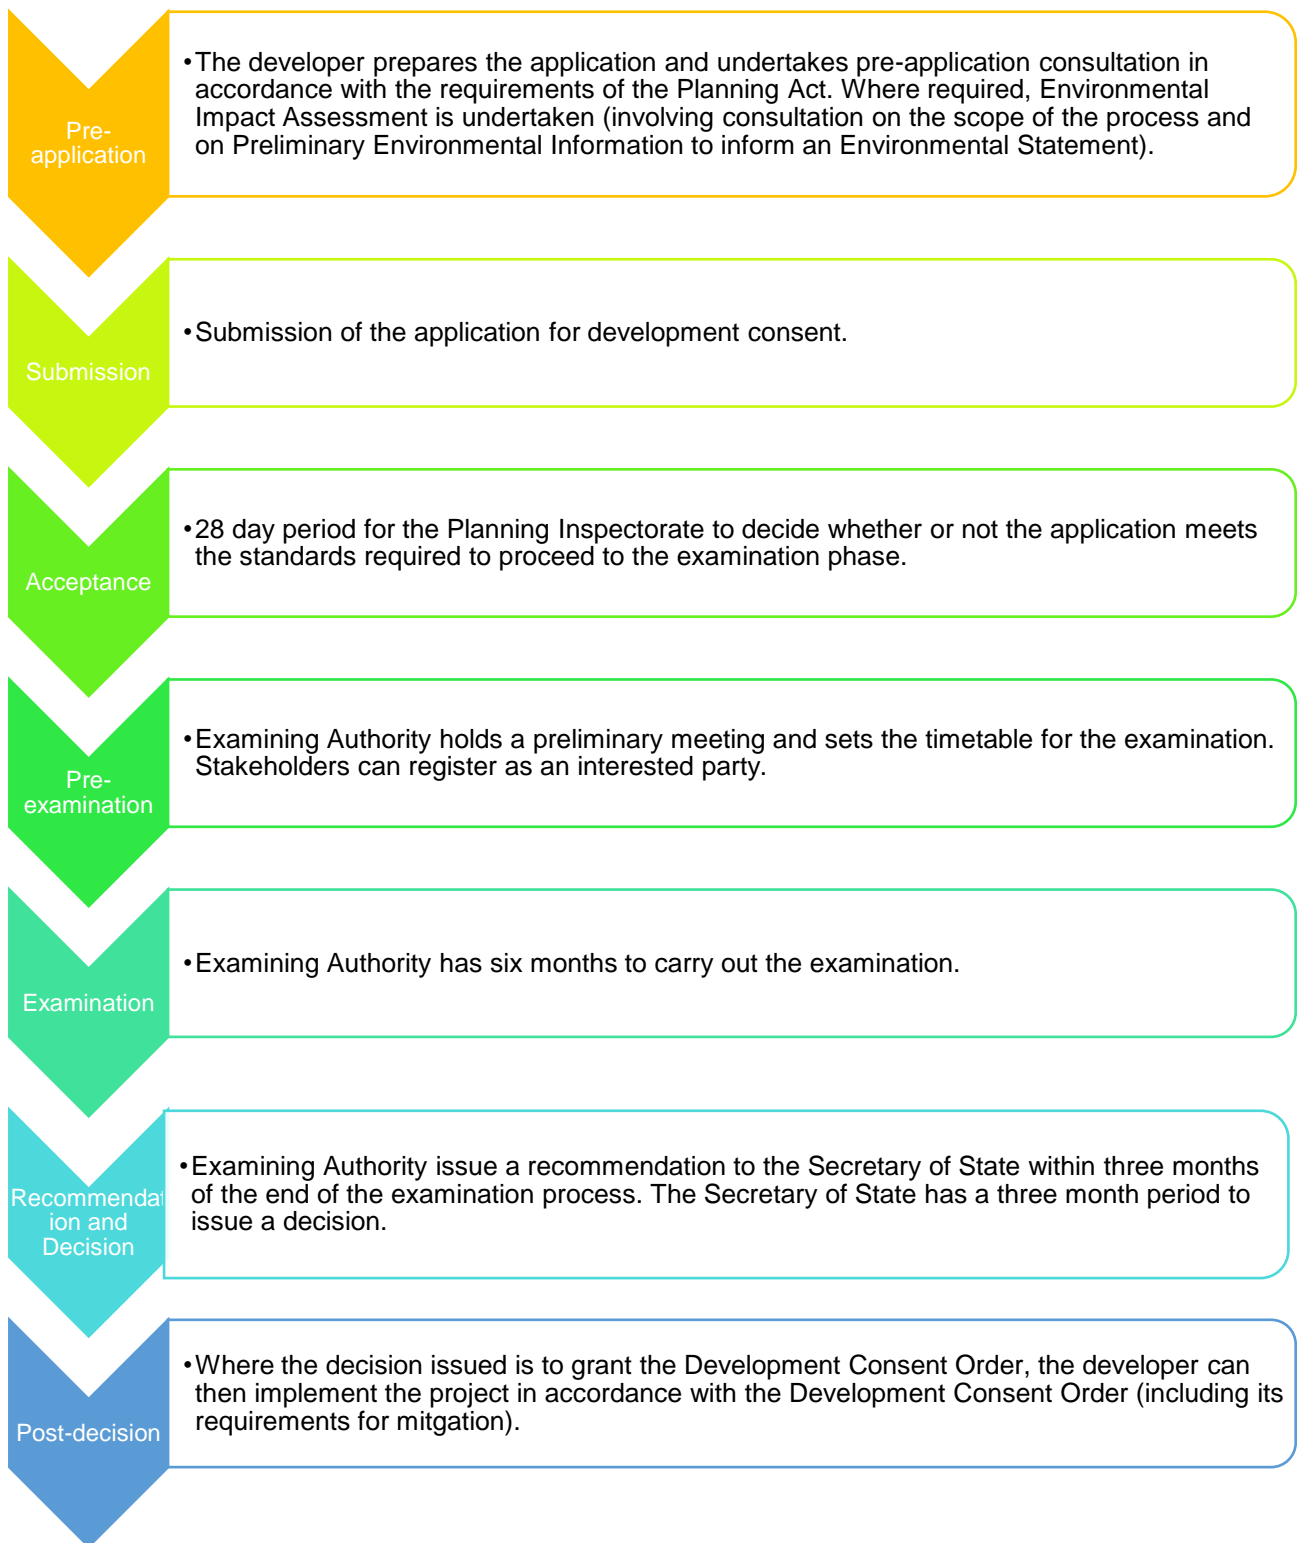 Pre-
application
•The developer prepares the application and undertakes pre-application consultation in
accordance with the requirements of the Planning Act. Where required, Environmental
Impact Assessment is undertaken (involving consultation on the scope of the process and
on Preliminary Environmental Information to inform an Environmental Statement).
Submission
•Submission of the application for development consent.
Acceptance
•28 day period for the Planning Inspectorate to decide whether or not the application meets
the standards required to proceed to the examination phase.
Pre-
examination
•Examining Authority holds a preliminary meeting and sets the timetable for the examination.
Stakeholders can register as an interested party.
Examination
•Examining Authority has six months to carry out the examination.
Recommendat
ion and
Decision
•Examining Authority issue a recommendation to the Secretary of State within three months
of the end of the examination process. The Secretary of State has a three month period to
issue a decision.
Post-decision
•Where the decision issued is to grant the Development Consent Order, the developer can
then implement the project in accordance with the Development Consent Order (including its
requirements for mitgation).